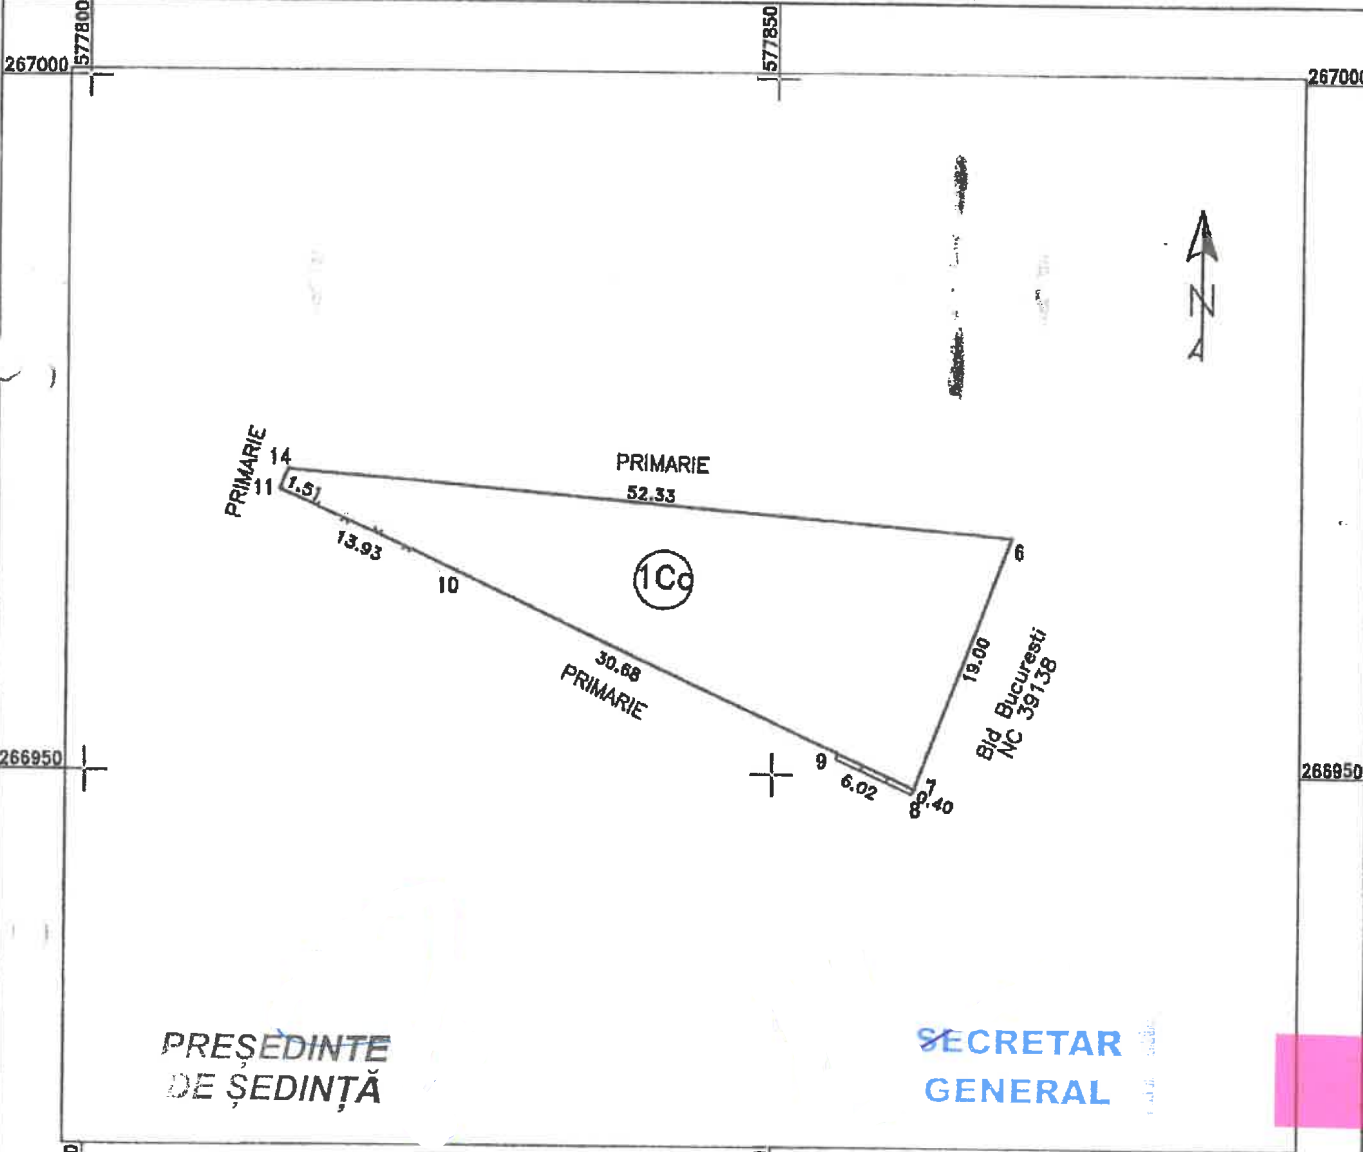 577800
577850
267000
267000
N
PRIMARIE
14
11
1.51
PRIMARIE
52.33
6
13.93
10
1Cc
30.68
PRIMARIE
19.00
Bld Bucuresti
NC 39138
266950
266950
9
6.02
7
0.40
8
PREȘEDINTE
DE ȘEDINȚĂ
SECRETAR
GENERAL